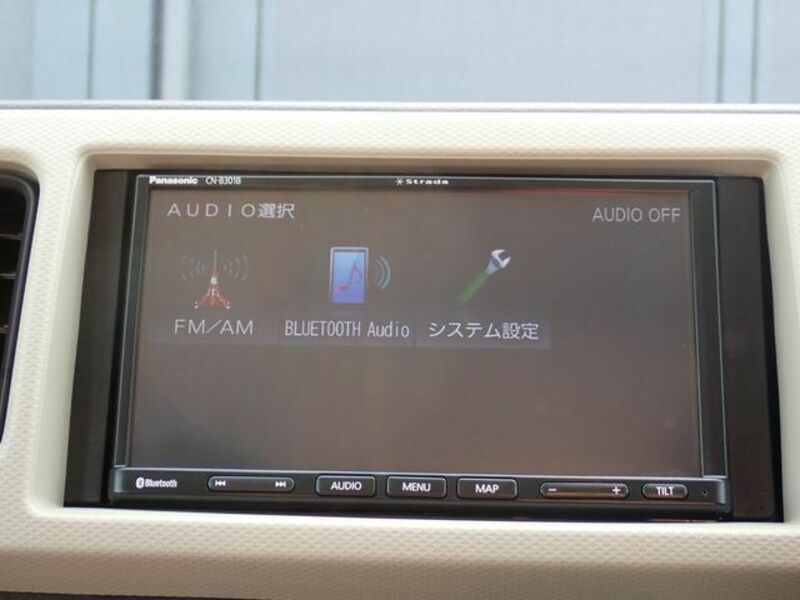 Panasonic CN-B301B
Strada
AUDIO選択
AUDIO OFF
FM/AM
BLUETOOTH Audio
システム設定
Bluetooth
AUDIO
MENU
MAP
− +
TILT